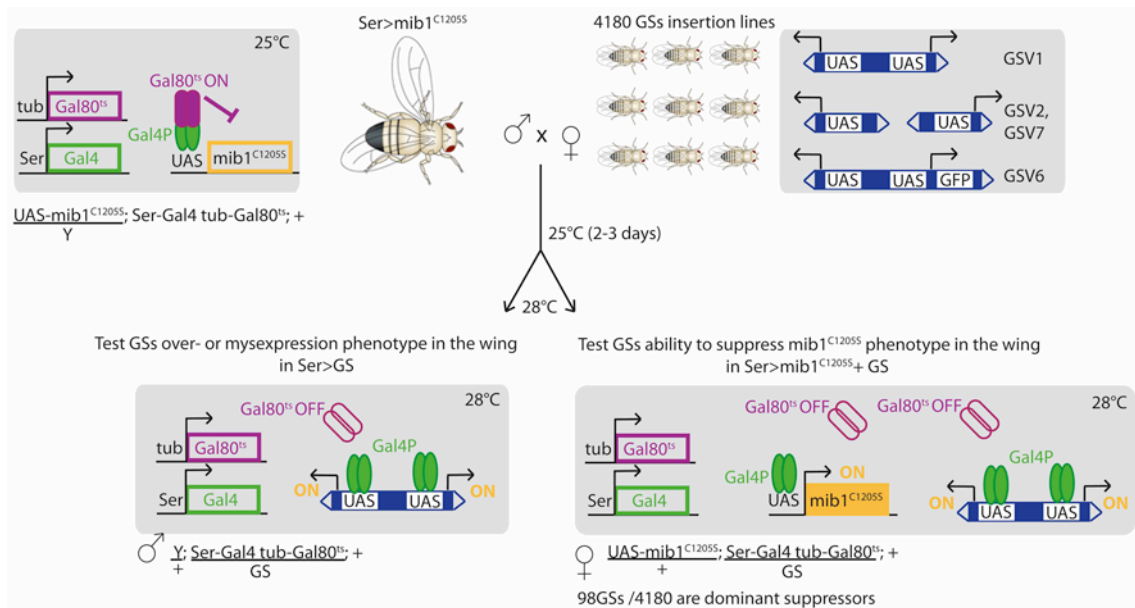 Ser>mib1C1205S
4180 GSs insertion lines
25°C
Gal80ts ON
tub
Gal80ts
Gal4P
Ser
Gal4
UAS
mib1C1205S
UAS-mib1C1205S; Ser-Gal4 tub-Gal80ts; +
Y
♂ x ♀
UAS UAS
GSV1
UAS
UAS
GSV2,
GSV7
UAS
UAS GFP
GSV6
25°C (2-3 days)
28°C
Test GSs over- or mysexpression phenotype in the wing
in Ser>GS
28°C
Gal80ts OFF
tub
Gal80ts
Gal4P
Ser
Gal4
ON
UAS
UAS
ON
♂ Y; Ser-Gal4 tub-Gal80ts; +
+ GS
Test GSs ability to suppress mib1C1205S phenotype in the wing
in Ser>mib1C1205S+ GS
28°C
Gal80ts OFF
Gal80ts OFF
tub
Gal80ts
Gal4P
ON
Gal4P
Ser
Gal4
UAS
mib1C1205S
ON
UAS
UAS
ON
♀ UAS-mib1C1205S; Ser-Gal4 tub-Gal80ts; +
+ GS
98GSs /4180 are dominant suppressors